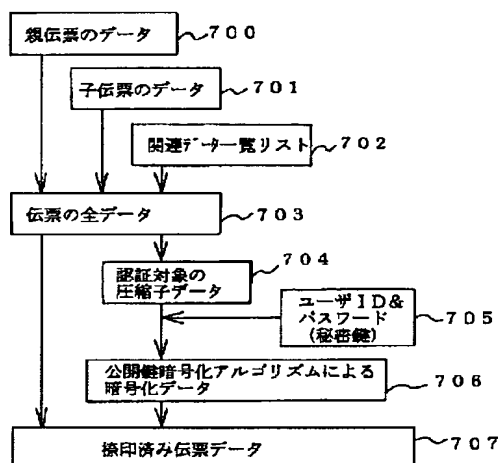 親伝票のデータ
700
子伝票のデータ
701
関連データ一覧リスト
702
伝票の全データ
703
704
認証対象の
圧縮子データ
ユーザID&
パスワード
(秘密鍵)
705
公開鍵暗号化アルゴリズムによる
暗号化データ
706
捺印済み伝票データ
707